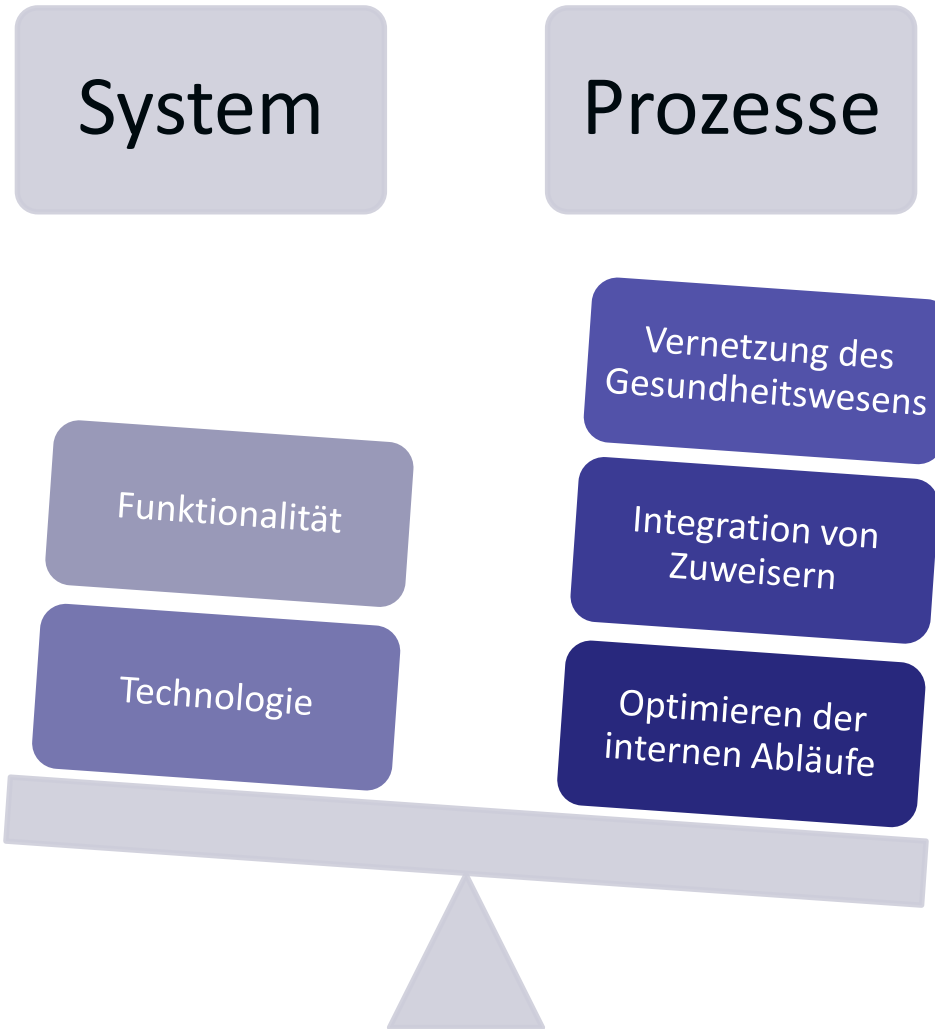 System
Prozesse
Vernetzung des
Gesundheitswesens
Funktionalität
Integration von
Zuweisern
Technologie
Optimieren der
internen Abläufe